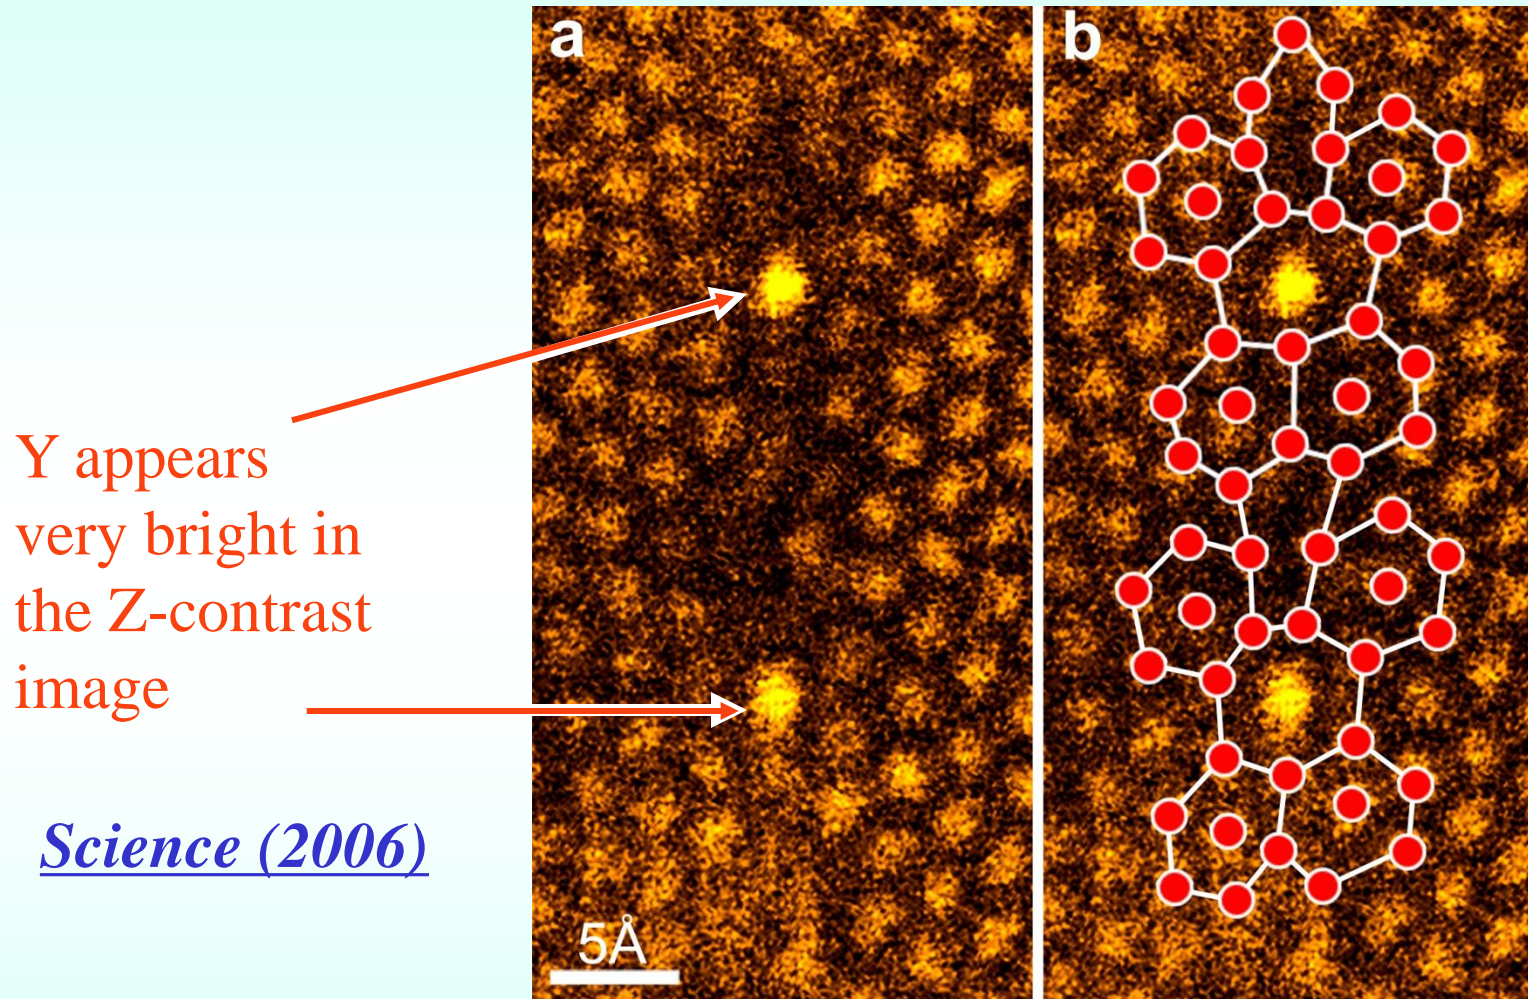 a
b
Y appears
very bright in
the Z-contrast
image
Science (2006)
5Å